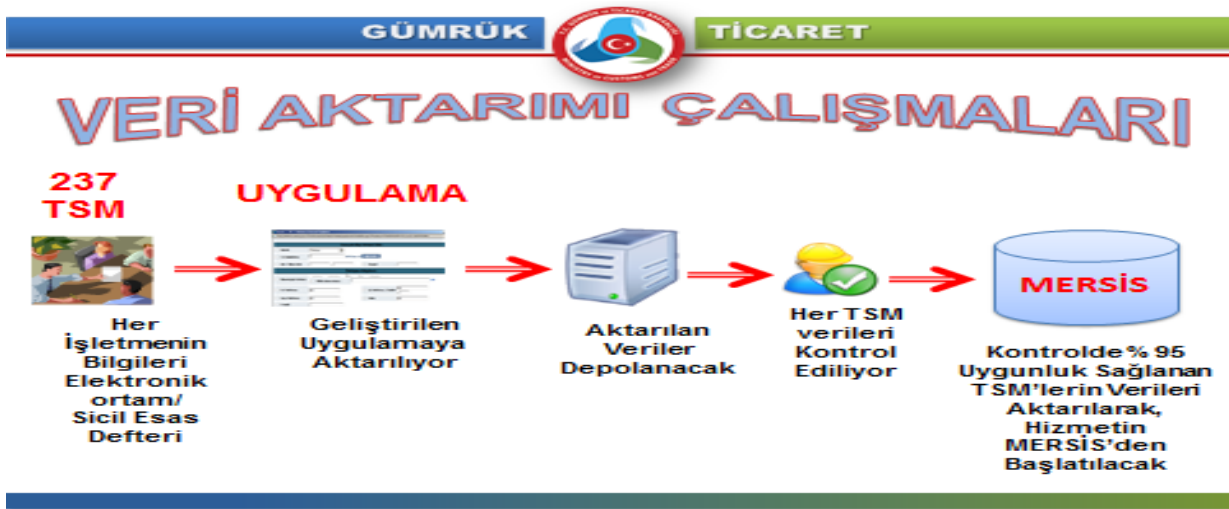 GÜMRÜK
TİCARET
VERİ AKTARIMI ÇALIŞMALARI
237
TSM
Her
İşletmenin
Bilgileri
Elektronik
ortam/
Sicil Esas
Defteri
UYGULAMA
Geliştirilen
Uygulamaya
Aktarılıyor
Aktarılan
Veriler
Depolanacak
Her TSM
verileri
Kontrol
Ediliyor
MERSİS
Kontrolde % 95
Uygunluk Sağlanan
TSM'lerin Verileri
Aktarılarak,
Hizmetin
MERSİS'den
Başlatılacak